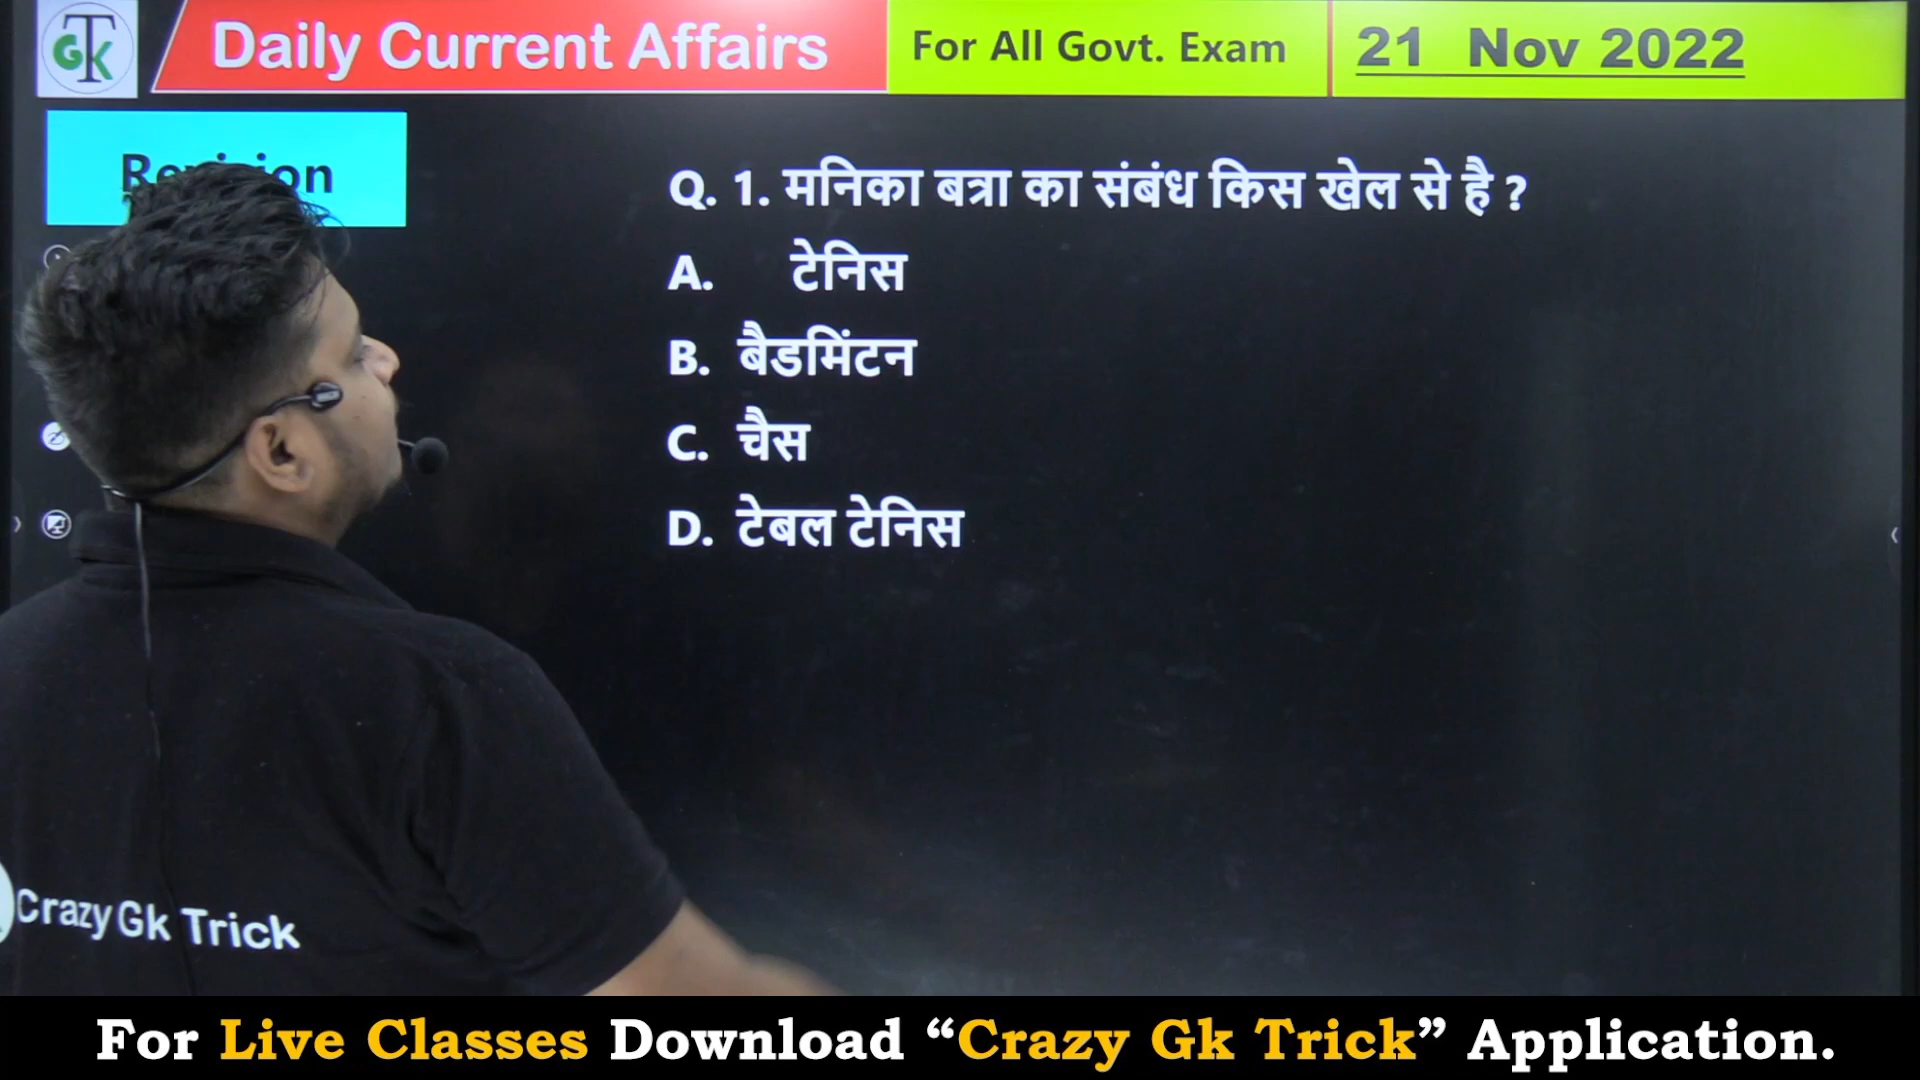 GTK
Daily Current Affairs
For All Govt. Exam
21 Nov 2022
Q. 1. मनिका बत्रा का संबंध किस खेल से है ?
A. टेनिस
B. बैडमिंटन
C. चैस
D. टेबल टेनिस
Crazy Gk Trick
For Live Classes Download “Crazy Gk Trick” Application.